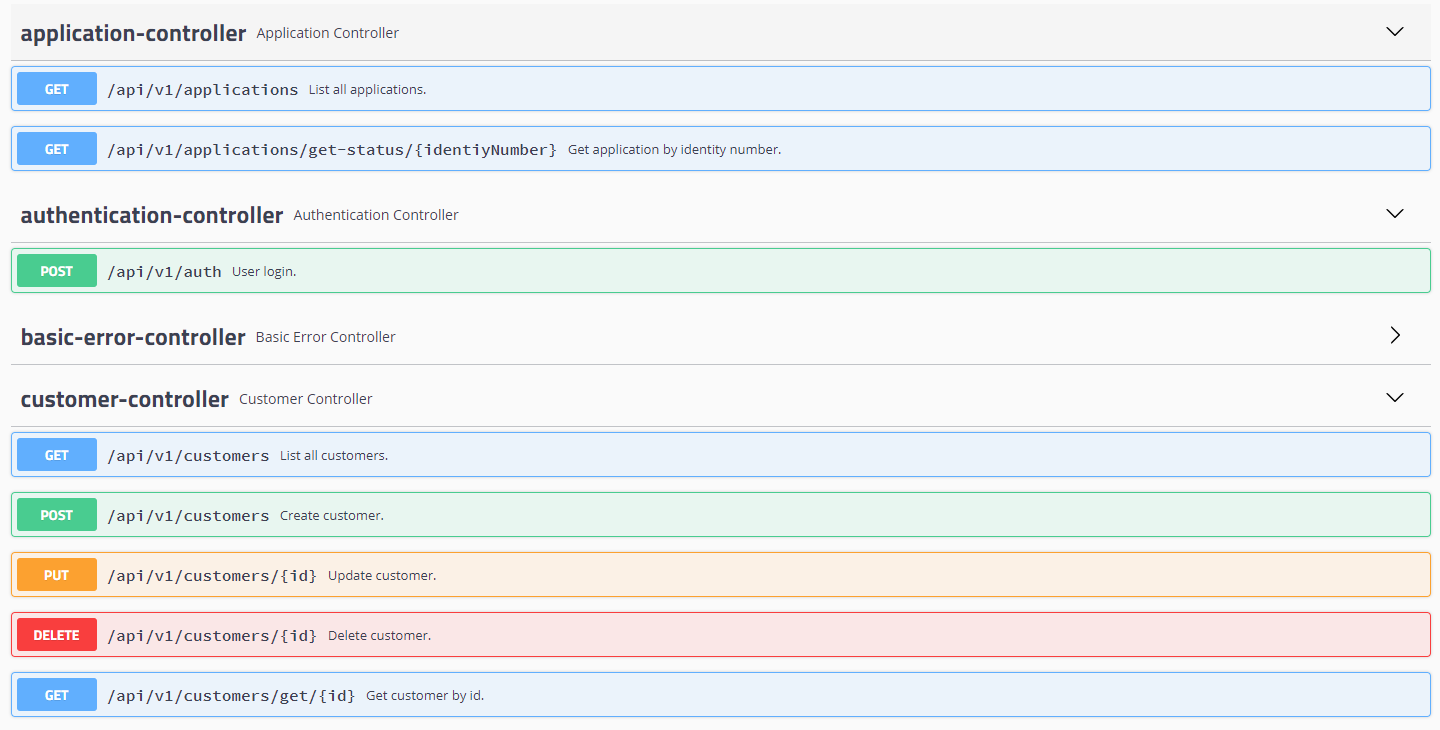 application-controller Application Controller
GET /api/v1/applications List all applications.
GET /api/v1/applications/get-status/{identiyNumber} Get application by identity number.
authentication-controller Authentication Controller
POST /api/v1/auth User login.
basic-error-controller Basic Error Controller
customer-controller Customer Controller
GET /api/v1/customers List all customers.
POST /api/v1/customers Create customer.
PUT /api/v1/customers/{id} Update customer.
DELETE /api/v1/customers/{id} Delete customer.
GET /api/v1/customers/get/{id} Get customer by id.